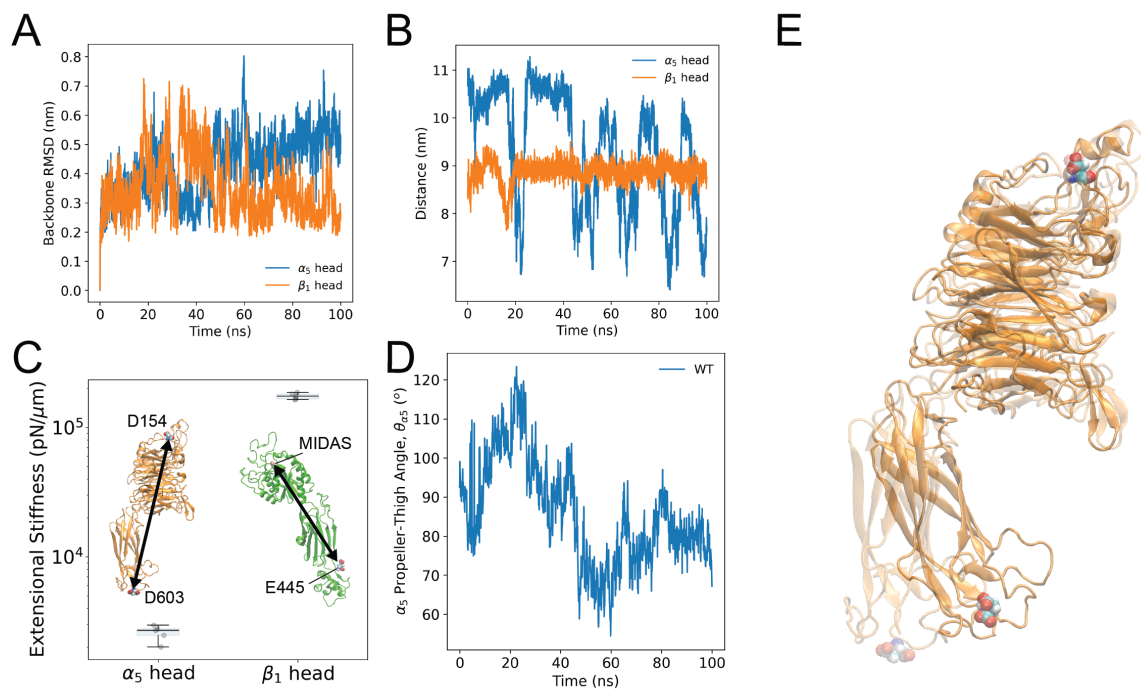 A
Backbone RMSD (nm)
0.8
0.7
0.6
0.5
0.4
0.3
0.2
0.1
0.0
α5 head
β1 head
0 20 40 60 80 100
Time (ns)
B
Distance (nm)
11
10
9
8
7
α5 head
β1 head
0 20 40 60 80 100
Time (ns)
C
Extensional Stiffness (pN/μm)
10^5
10^4
D154
D603
MIDAS
E445
α5 head β1 head
D
α5 Propeller-Thigh Angle, θα5 (°)
120
110
100
90
80
70
60
WT
0 20 40 60 80 100
Time (ns)
E